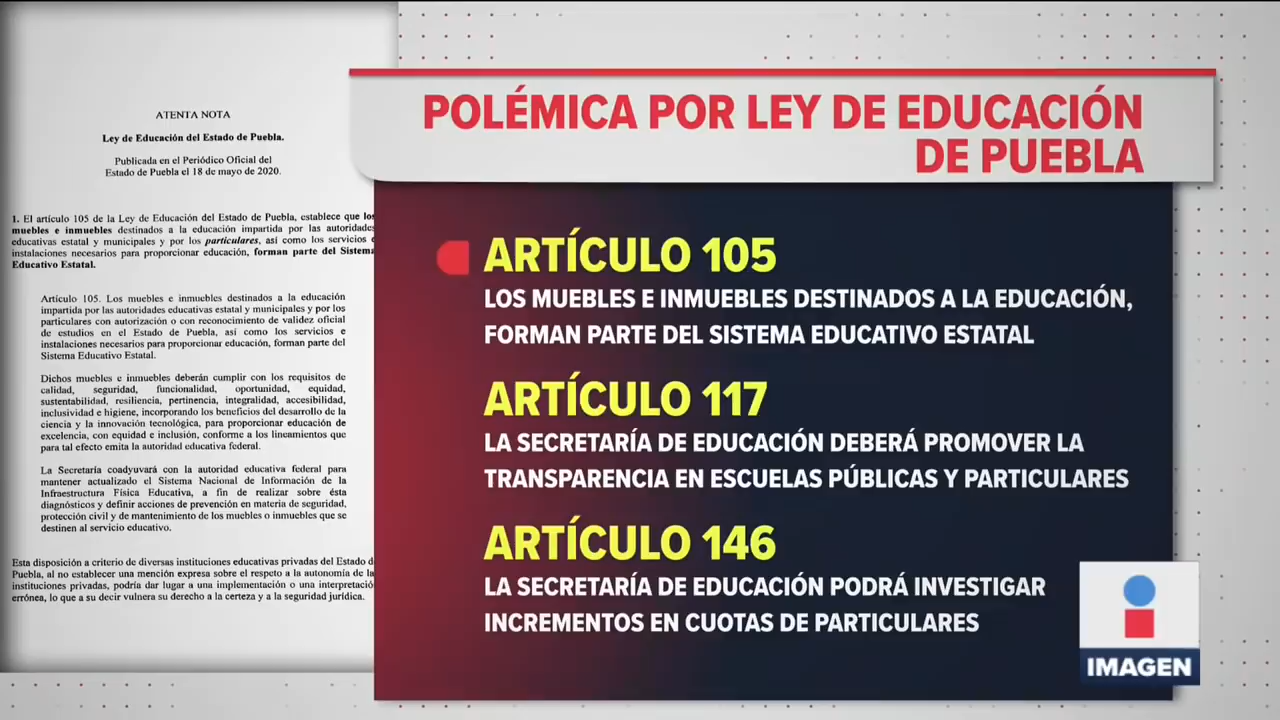 ATENTA NOTA
Ley de Educación del Estado de Puebla.
Publicada en el Periódico Oficial del
Estado de Puebla el 18 de mayo de 2020.
1. El artículo 105 de la Ley de Educación del Estado de Puebla, establece que los
muebles e inmuebles destinados a la educación impartida por las autoridades
educativas estatal y municipales y por los particulares, así como los servicios e
instalaciones necesarios para proporcionar educación, forman parte del Sistema
Educativo Estatal.
Artículo 105. Los muebles e inmuebles destinados a la educación
impartida por las autoridades educativas estatal y municipales y por los
particulares con autorización o con reconocimiento de validez oficial
de estudios en el Estado de Puebla, así como los servicios e
instalaciones necesarios para proporcionar educación, forman parte del
Sistema Educativo Estatal.
Dichos muebles e inmuebles deberán cumplir con los requisitos de
calidad, seguridad, funcionalidad, oportunidad, equidad,
sustentabilidad, resiliencia, pertinencia, integralidad, accesibilidad,
inclusividad e higiene, incorporando los beneficios del desarrollo de la
ciencia y la innovación tecnológica, para proporcionar educación de
excelencia, con equidad e inclusión, conforme a los lineamientos que
para tal efecto emita la autoridad educativa federal.
La Secretaría coadyuvará con la autoridad educativa federal para
mantener actualizado el Sistema Nacional de Información de la
Infraestructura Física Educativa, a fin de realizar sobre ésta
diagnósticos y definir acciones de prevención en materia de seguridad,
protección civil y de mantenimiento de los muebles o inmuebles que se
destinen al servicio educativo.
Esta disposición a criterio de diversas instituciones educativas privadas del Estado d
Puebla, al no establecer una mención expresa sobre el respeto a la autonomía de la
instituciones privadas, podría dar lugar a una implementación o una interpretació
errónea, lo que a su decir vulnera su derecho a la certeza y a la seguridad jurídica.
POLÉMICA POR LEY DE EDUCACIÓN
DE PUEBLA
ARTÍCULO 105
LOS MUEBLES E INMUEBLES DESTINADOS A LA EDUCACIÓN,
FORMAN PARTE DEL SISTEMA EDUCATIVO ESTATAL
ARTÍCULO 117
LA SECRETARÍA DE EDUCACIÓN DEBERÁ PROMOVER LA
TRANSPARENCIA EN ESCUELAS PÚBLICAS Y PARTICULARES
ARTÍCULO 146
LA SECRETARÍA DE EDUCACIÓN PODRÁ INVESTIGAR
INCREMENTOS EN CUOTAS DE PARTICULARES
IMAGEN